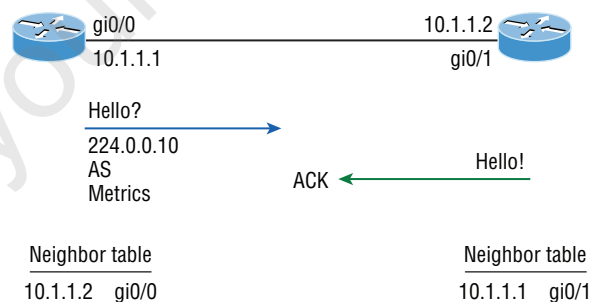 gi0/0
10.1.1.2
10.1.1.1
gi0/1
Hello?
224.0.0.10
AS
Metrics
Hello!
ACK
Neighbor table
10.1.1.2 gi0/0
Neighbor table
10.1.1.1 gi0/1